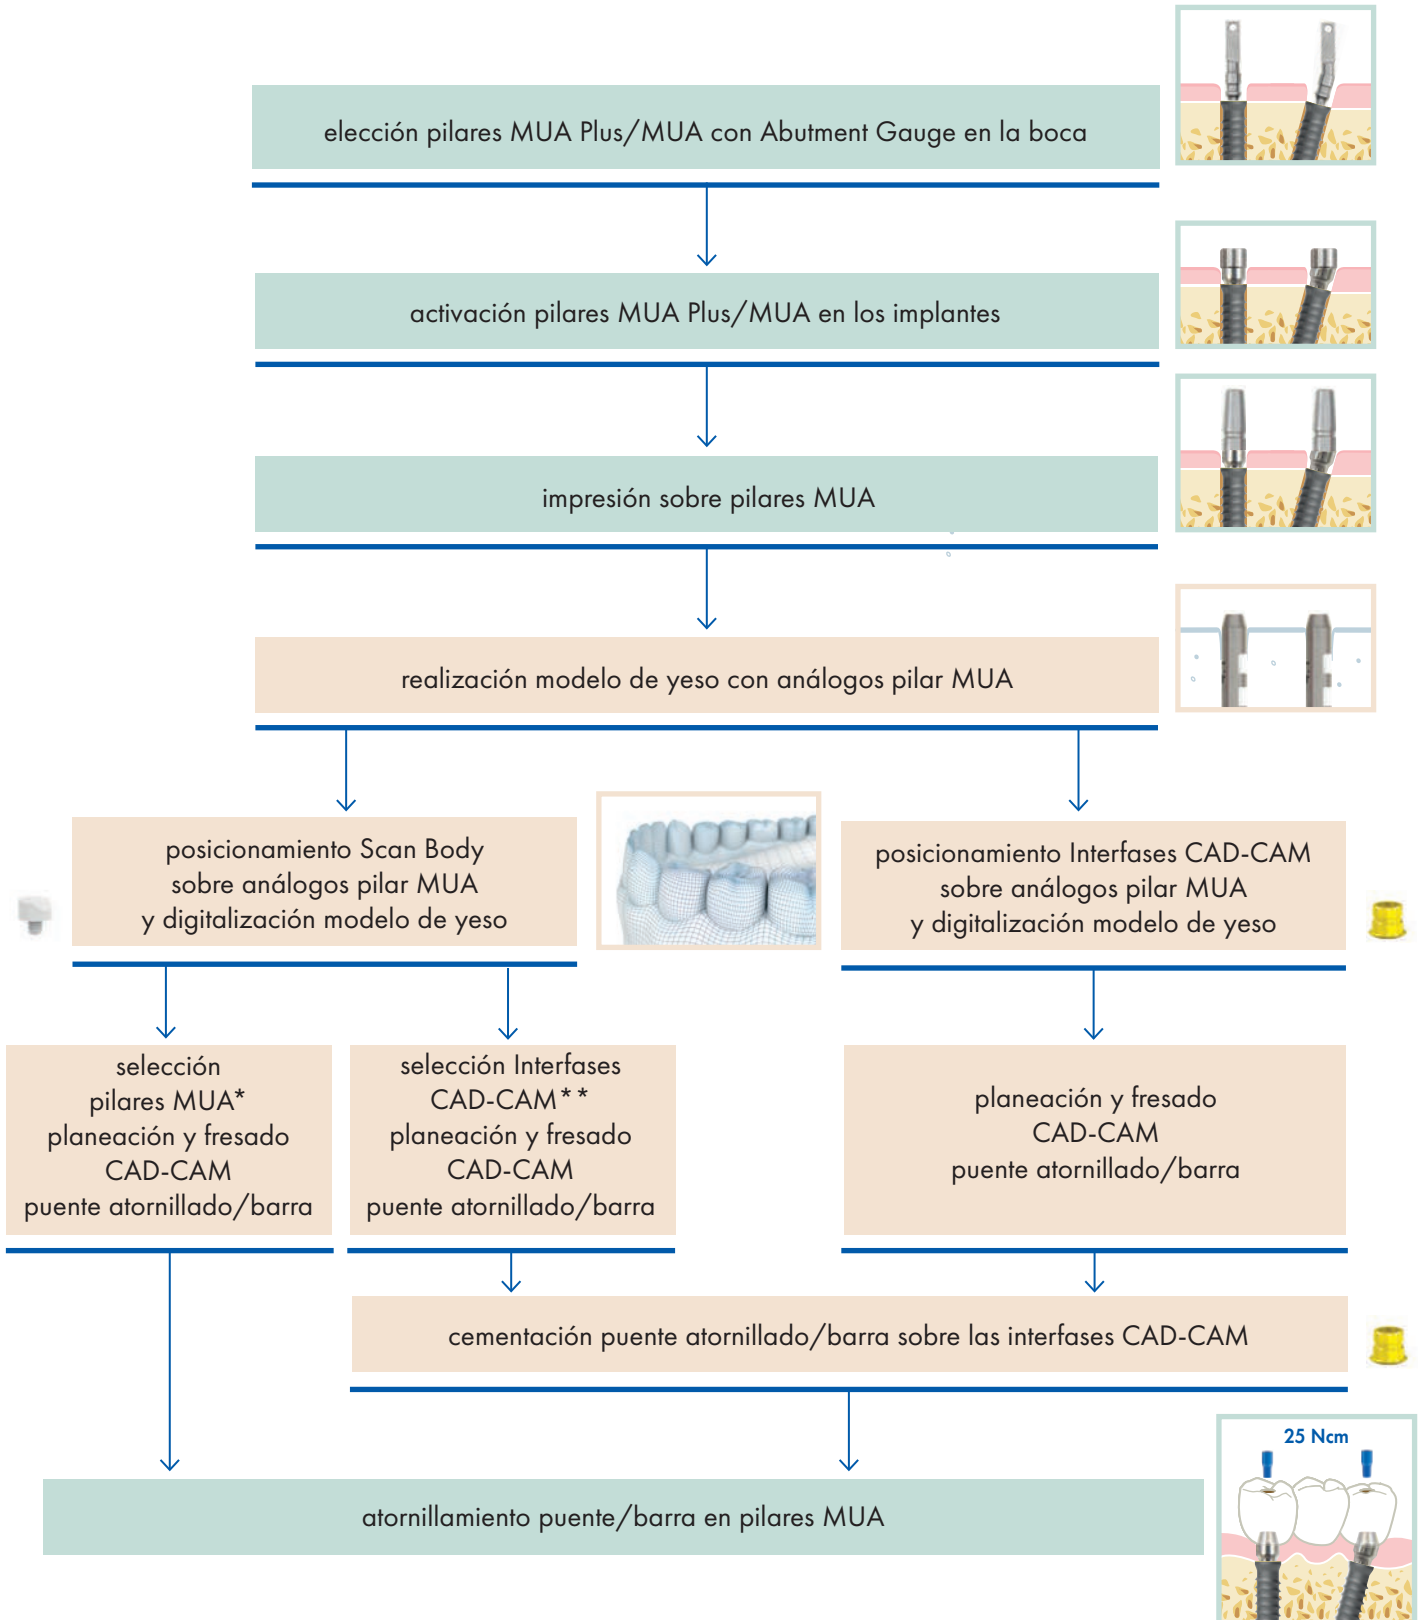 elección pilares MUA Plus/MUA con Abutment Gauge en la boca
activación pilares MUA Plus/MUA en los implantes
impresión sobre pilares MUA
realización modelo de yeso con análogos pilar MUA
posicionamiento Scan Body
sobre análogos pilar MUA
y digitalización modelo de yeso
posicionamiento Interfases CAD-CAM
sobre análogos pilar MUA
y digitalización modelo de yeso
selección
pilares MUA*
planeación y fresado
CAD-CAM
puente atornillado/barra
selección Interfases
CAD-CAM**
planeación y fresado
CAD-CAM
puente atornillado/barra
planeación y fresado
CAD-CAM
puente atornillado/barra
cementación puente atornillado/barra sobre las interfases CAD-CAM
25 Ncm
atornillamiento puente/barra en pilares MUA